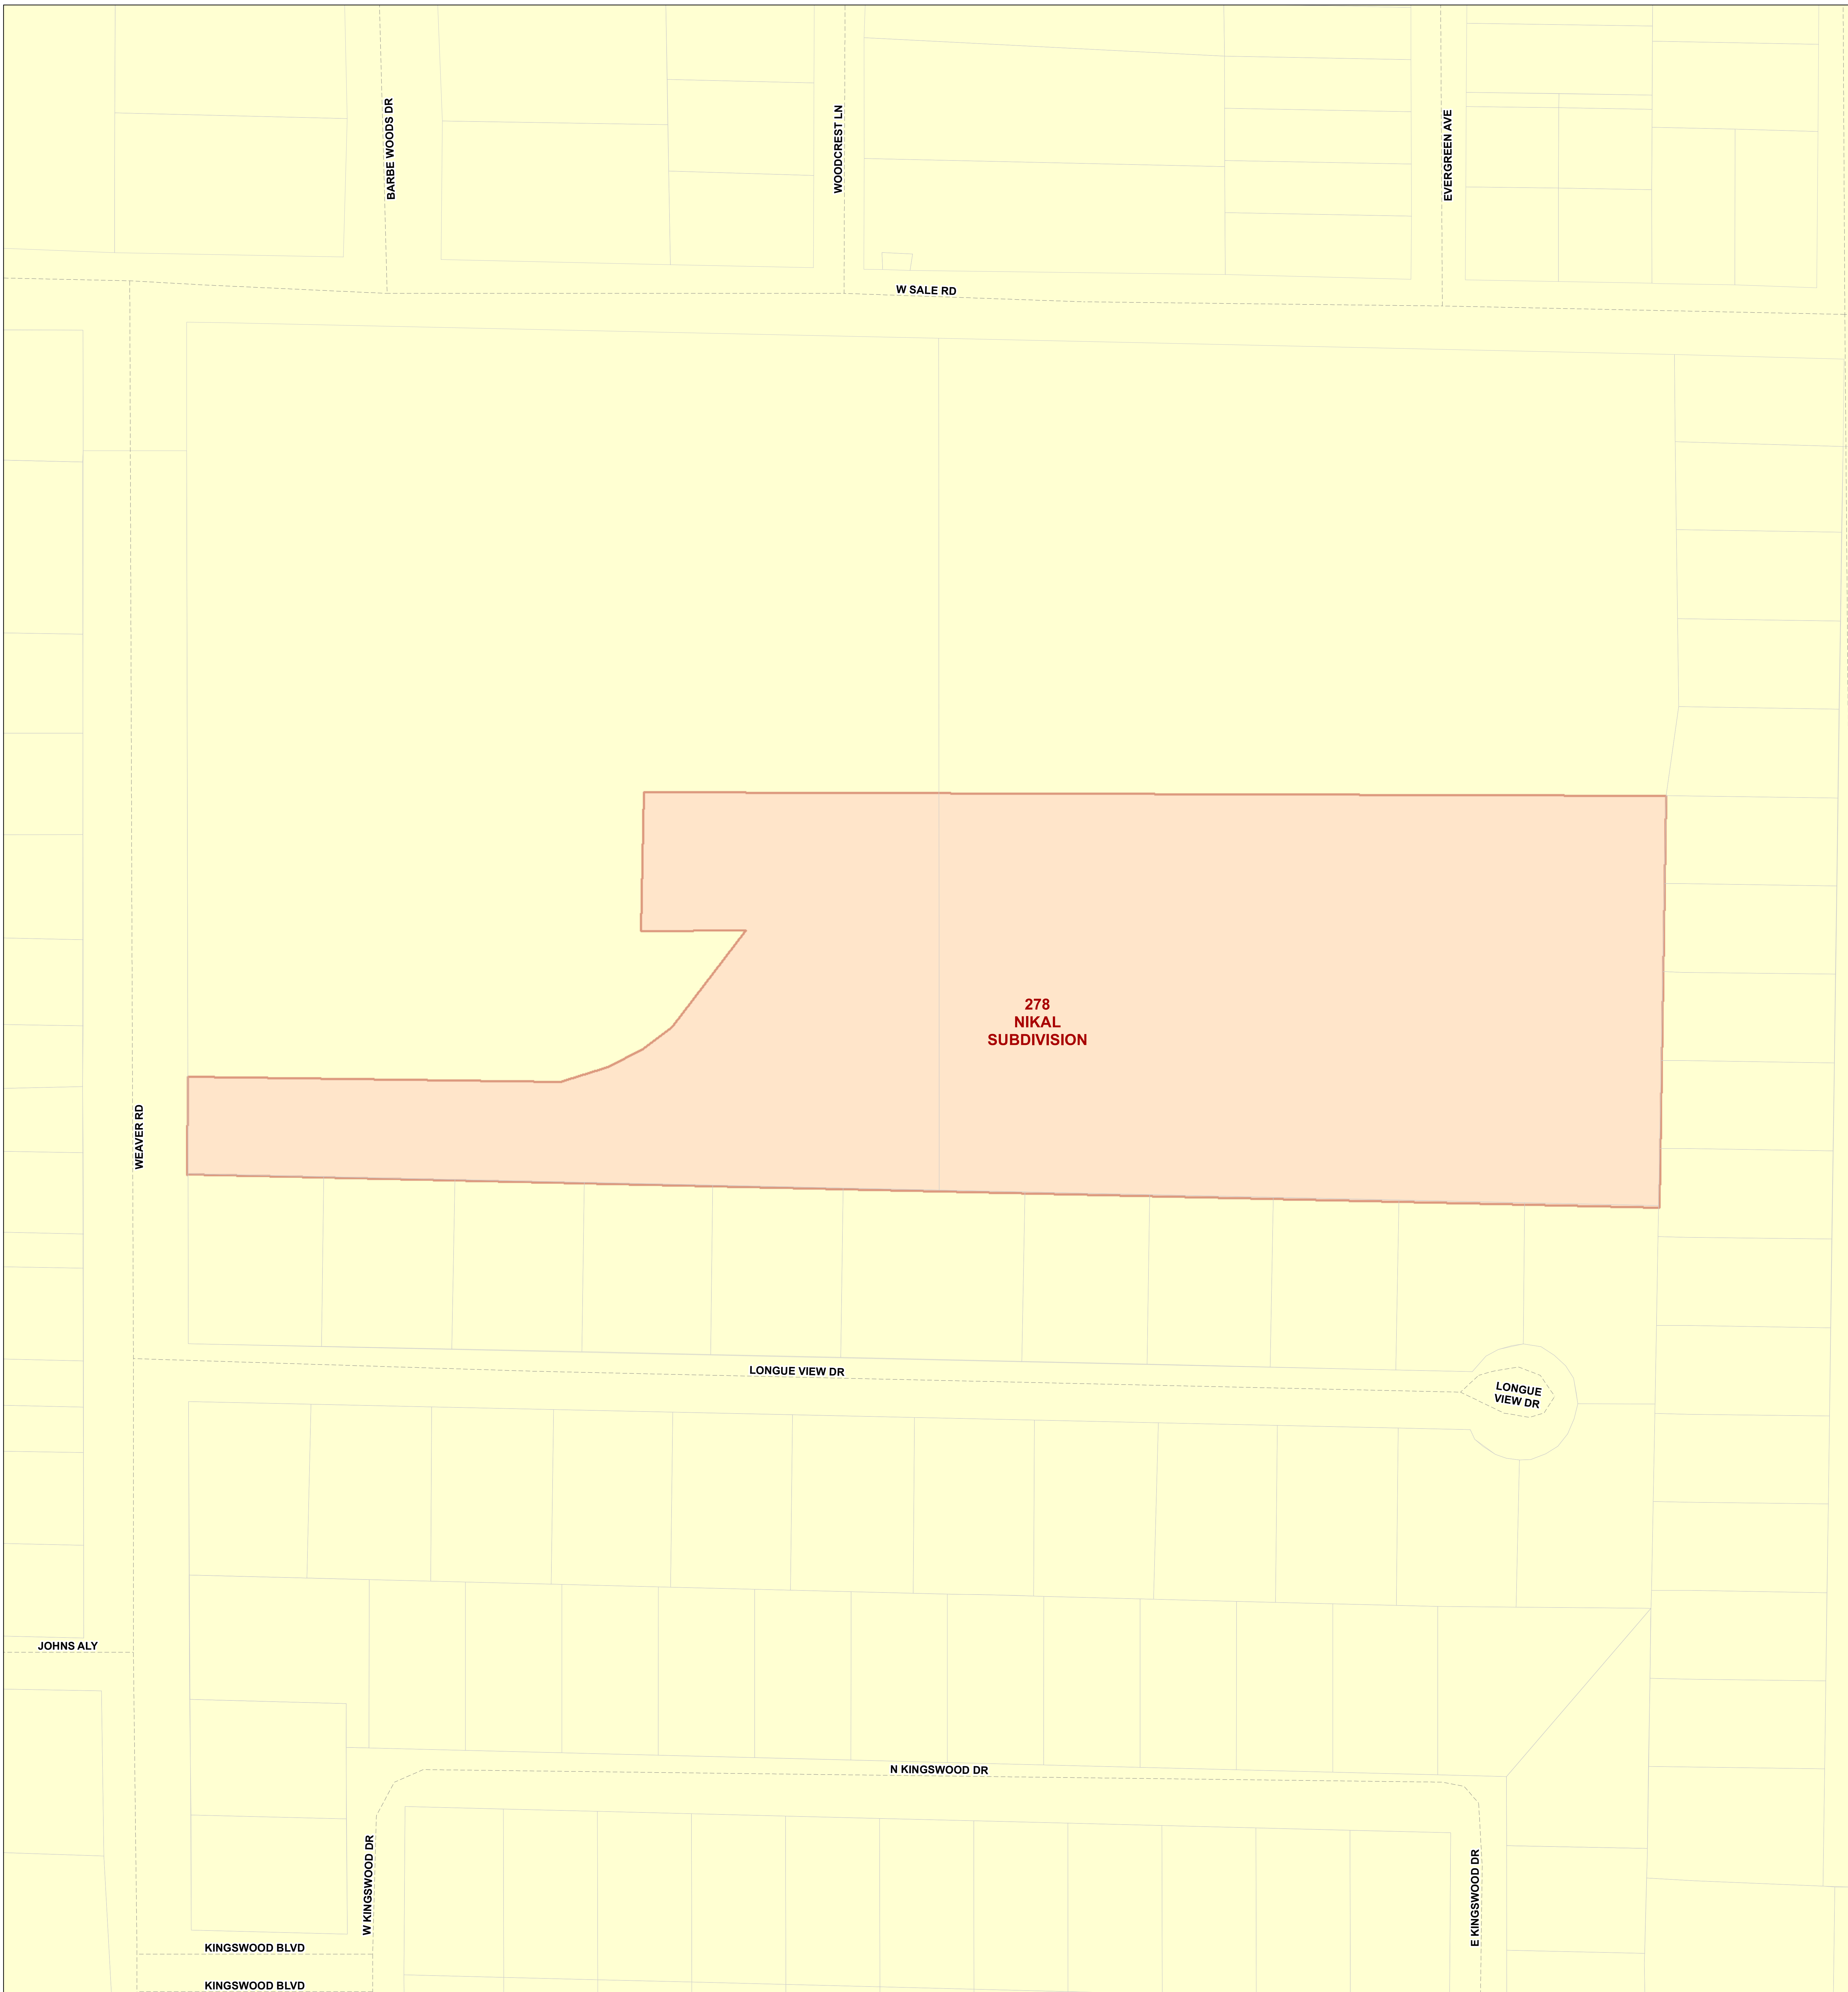 BARBE WOODS DR
WOODCREST LN
EVERGREEN AVE
W SALE RD
278
NIKAL
SUBDIVISION
WEAVER RD
LONGUE VIEW DR
LONGUE
VIEW DR
JOHNS ALY
N KINGSWOOD DR
W KINGSWOOD DR
E KINGSWOOD DR
KINGSWOOD BLVD
KINGSWOOD BLVD